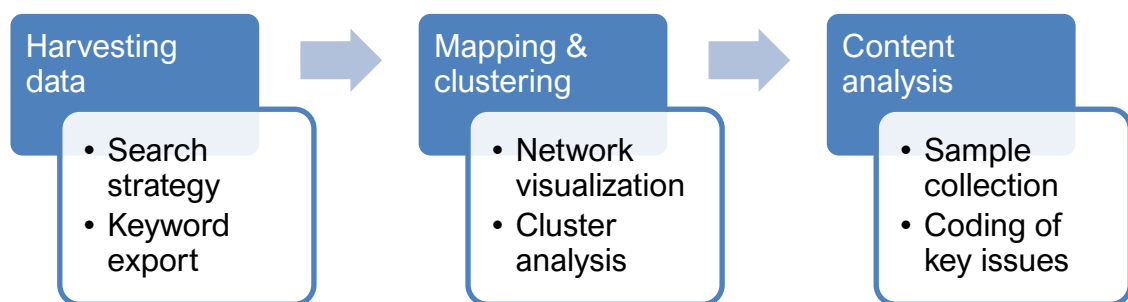 Harvesting
data
• Search
strategy
• Keyword
export
Mapping &
clustering
• Network
visualization
• Cluster
analysis
Content
analysis
• Sample
collection
• Coding of
key issues